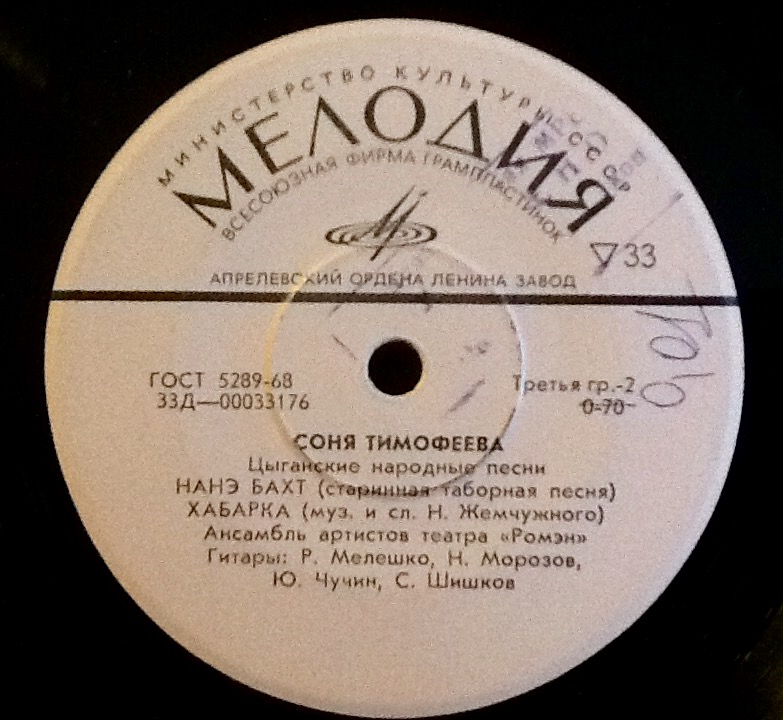 МИНИСТЕРСТВО КУЛЬТУРЫ СССР
МЕЛОДИЯ
ВСЕСОЮЗНАЯ ФИРМА ГРАМПЛАСТИНОК
33
АПРЕЛЕВСКИЙ ОРДЕНА ЛЕНИНА ЗАВОД
ГОСТ 5289-68
Третья гр.-2
33Д—00033176
0-70
СОНЯ ТИМОФЕЕВА
Цыганские народные песни
НАНЭ БАХТ (старинная таборная песня)
ХАБАРКА (муз. и сл. Н. Жемчужного)
Ансамбль артистов театра «Ромэн»
Гитары: Р. Мелешко, Н. Морозов,
Ю. Чучин, С. Шишков